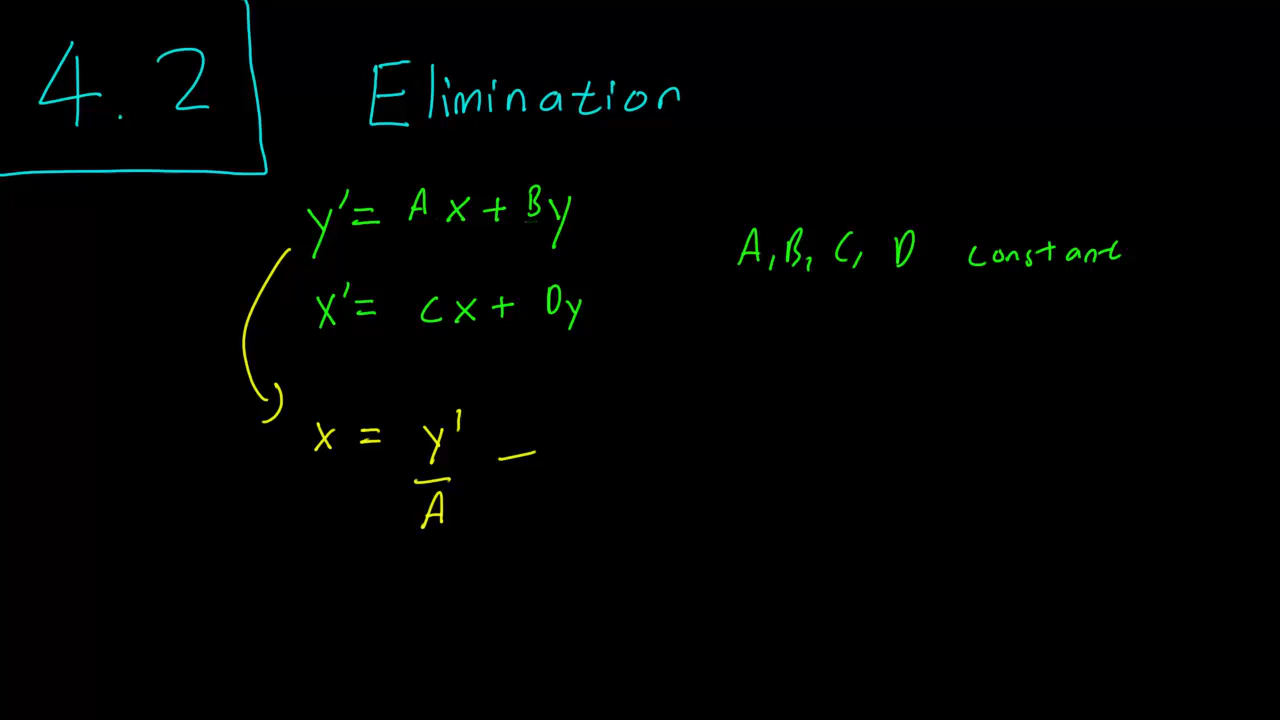 4.2
Elimination
y' = Ax + By
A, B, C, D constant
x' = Cx + Dy
x = y'/A —